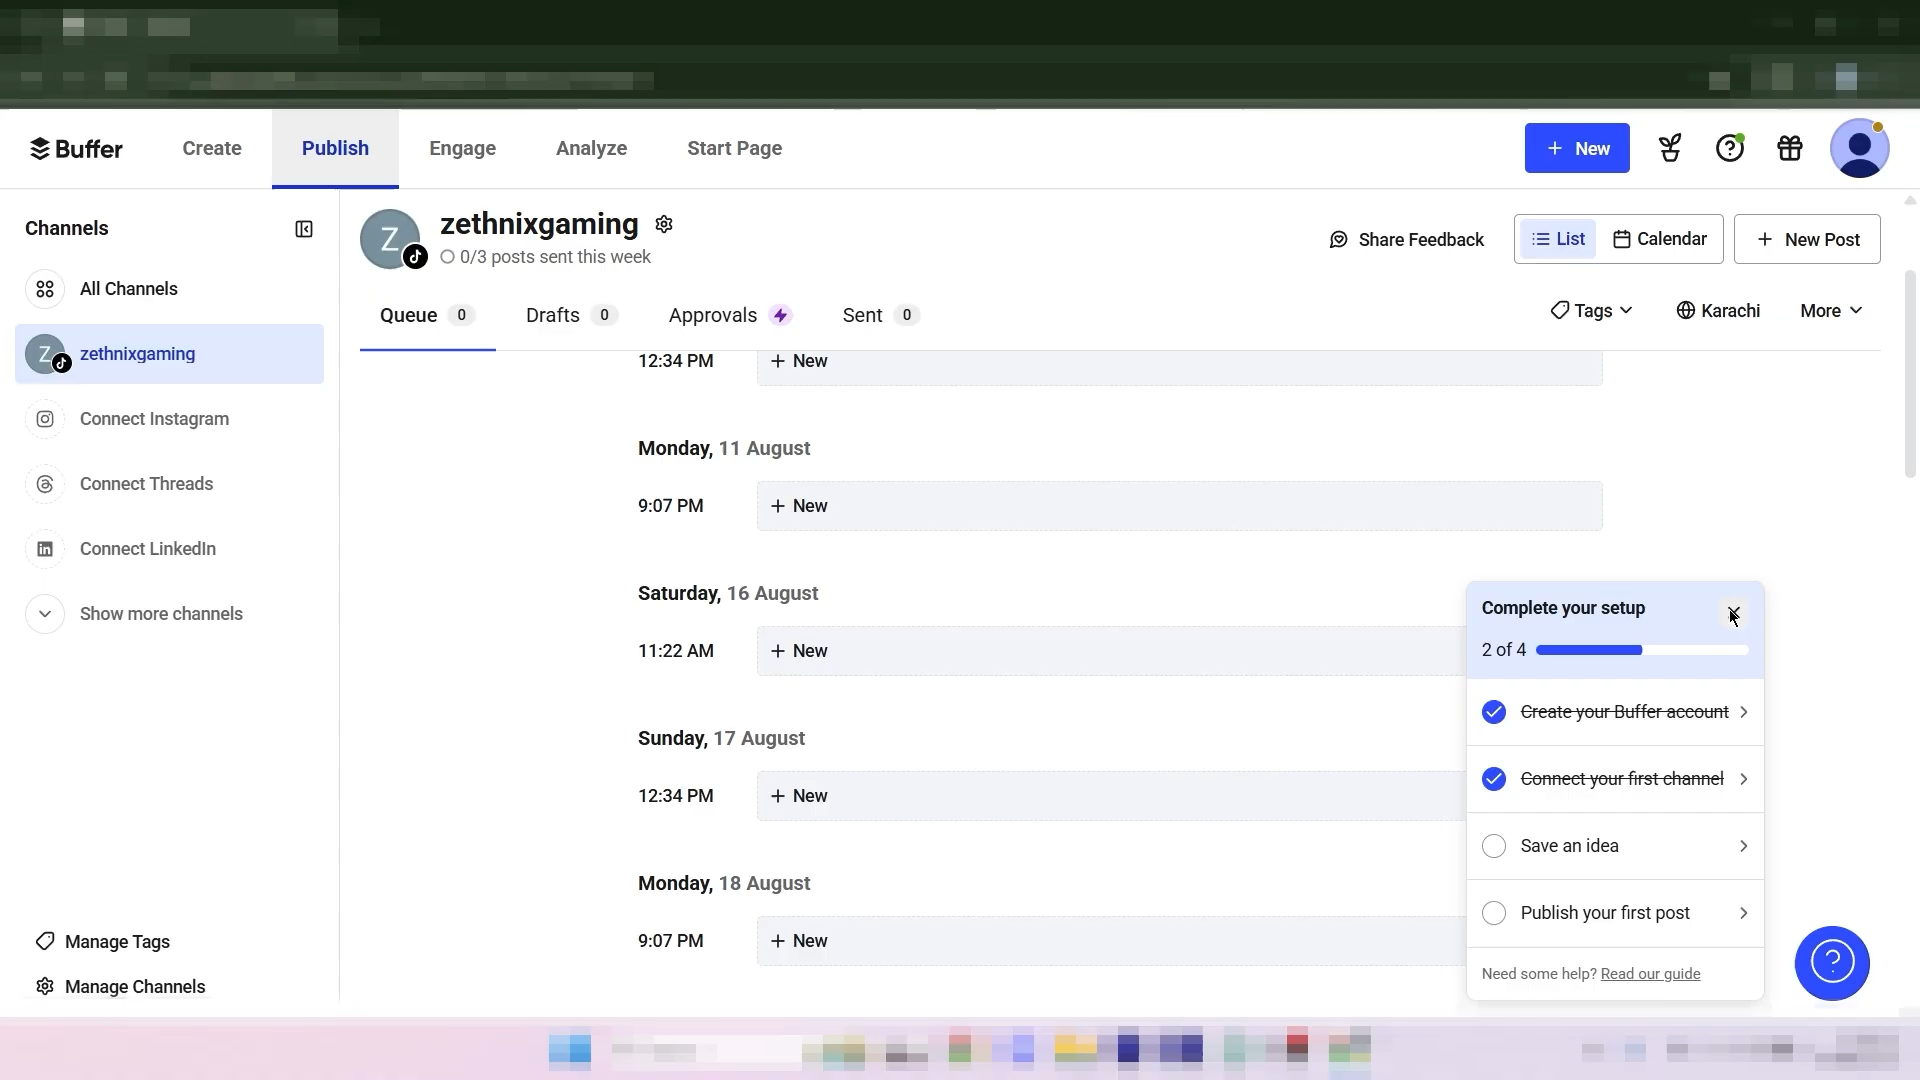 Buffer
Create
Publish
Engage
Analyze
Start Page
+ New
Channels
All Channels
Z zethnixgaming
Connect Instagram
Connect Threads
Connect LinkedIn
Show more channels
Manage Tags
Manage Channels
Z
zethnixgaming
0/3 posts sent this week
Share Feedback
List
Calendar
+ New Post
Queue 0
Drafts 0
Approvals
Sent 0
Tags
Karachi
More
12:34 PM + New
Monday, 11 August
9:07 PM + New
Saturday, 16 August
11:22 AM + New
Sunday, 17 August
12:34 PM + New
Monday, 18 August
9:07 PM + New
Complete your setup
2 of 4
Create your Buffer account
Connect your first channel
Save an idea
Publish your first post
Need some help? Read our guide